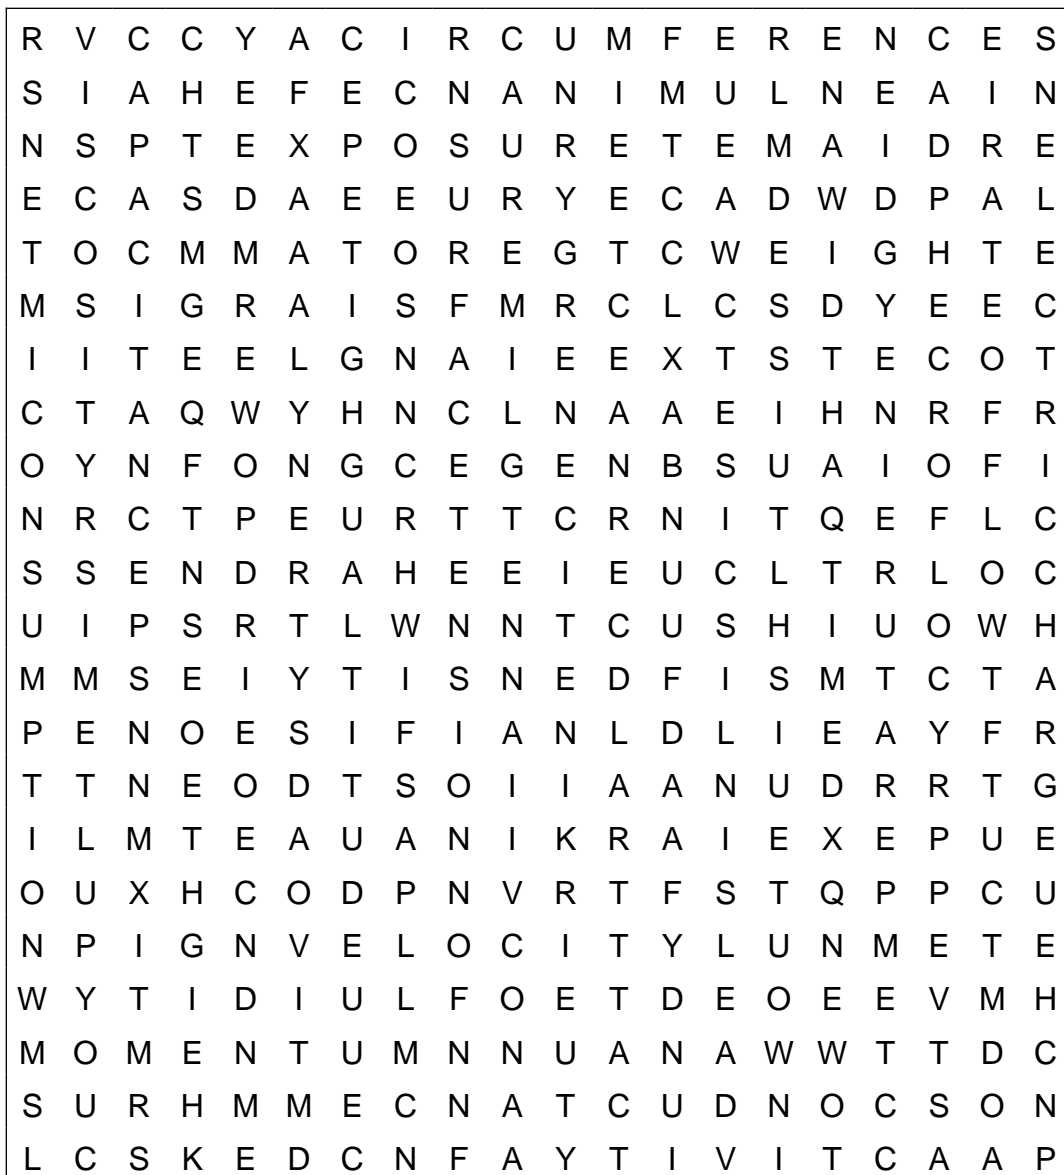 R V C C Y A C I R C U M F E R E N C E S
S I A H E F E C N A N I M U L N E A I N
N S P T E X P O S U R E T E M A I D R E
E C A S D A E E U R Y E C A D W D P A L
T O C M M A T O R E G T C W E I G H T E
M S I G R A I S F M R C L C S D Y E E C
I I T E E L G N A I E E X T S T E C O T
C T A Q W Y H N C L N A A E I H N R F R
O Y N F O N G C E G E N B S U A I O F I
N R C T P E U R T T C R N I T Q E F L C
S S E N D R A H E E I E U C L T R L O C
U I P S R T L W N N T C U S H I U O W H
M M S E I Y T I S N E D F I S M T C T A
P E N O E S I F I A N L D L I E A Y F R
T T N E O D T S O I I A A N U D R R T G
I L M T E A U A N I K R A I E X E P U E
O U X H C O D P N V R T F S T Q P P C U
N P I G N V E L O C I T Y L U N M E T E
W Y T I D I U L F O E T D E O E E V M H
M O M E N T U M N N U A N A W W T T D C
S U R H M M E C N A T C U D N O C S O N
L C S K E D C N F A Y T I V I T C A A P